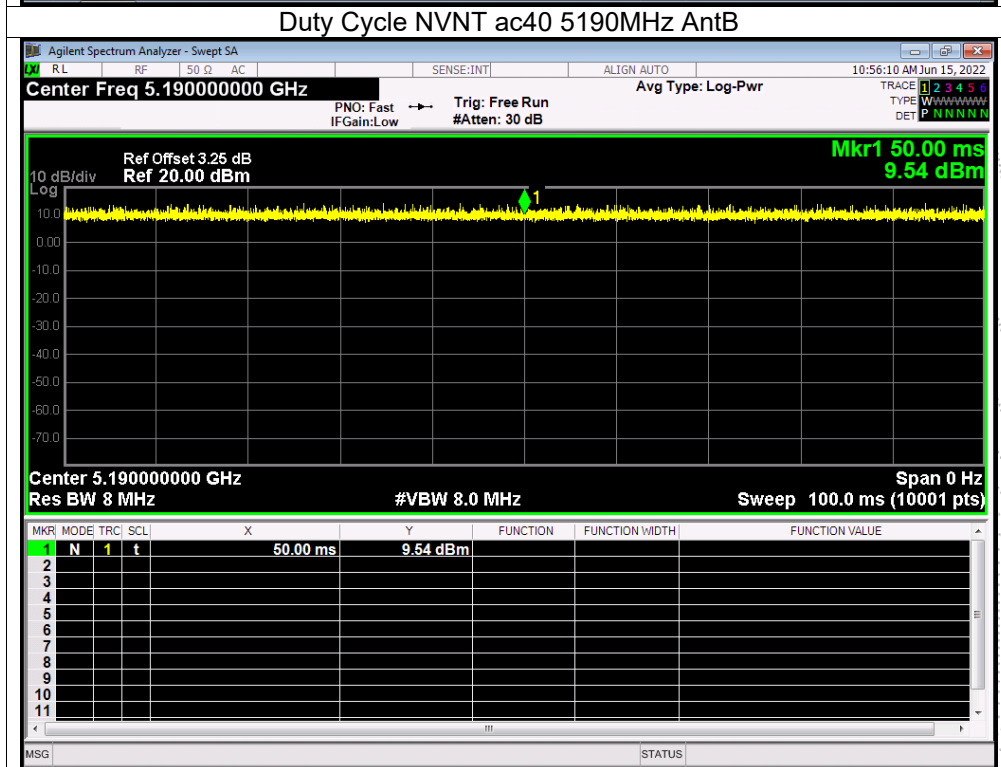 Duty Cycle NVNT ac40 5190MHz AntB
Agilent Spectrum Analyzer - Swept SA
LXI RL RF 50 Ω AC SENSE:INT ALIGN AUTO 10:56:10 AM Jun 15, 2022
Center Freq 5.190000000 GHz Avg Type: Log-Pwr TRACE 1 2 3 4 5 6
PNO: Fast Trig: Free Run TYPE WWWWWW
IFGain:Low #Atten: 30 dB DET P N N N N N
Mkr1 50.00 ms
Ref Offset 3.25 dB
10 dB/div Ref 20.00 dBm 9.54 dBm
Log
1
10.0
0.00
-10.0
-20.0
-30.0
-40.0
-50.0
-60.0
-70.0
Center 5.190000000 GHz Span 0 Hz
Res BW 8 MHz #VBW 8.0 MHz Sweep 100.0 ms (10001 pts)
MKR MODE TRC SCL X Y FUNCTION FUNCTION WIDTH FUNCTION VALUE
1 N 1 t 50.00 ms 9.54 dBm
2
3
4
5
6
7
8
9
10
11
MSG STATUS